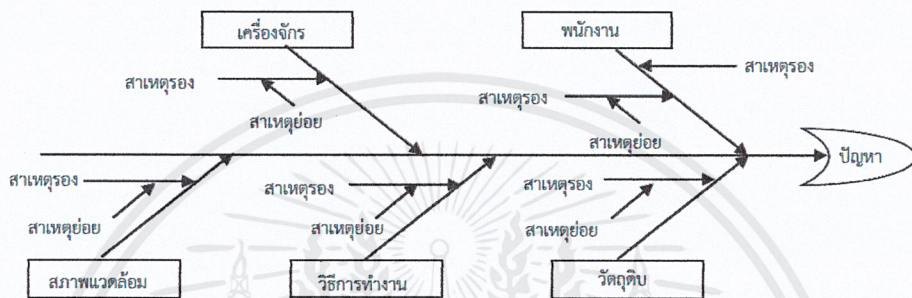 เครื่องจักร
พนักงาน
สาเหตุรอง
สาเหตุรอง
สาเหตุรอง
สาเหตุย่อย
สาเหตุย่อย
ปัญหา
สาเหตุรอง
สาเหตุรอง
สาเหตุรอง
สาเหตุย่อย
สาเหตุย่อย
สาเหตุย่อย
สภาพแวดล้อม
วิธีการทำงาน
วัตถุดิบ